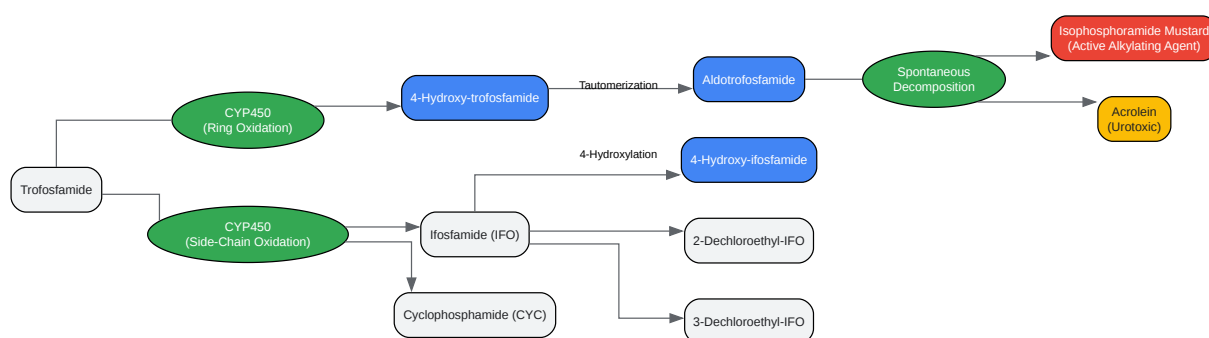 Isophosphoramide Mustard
(Active Alkylating Agent)
Aldotrofosfamide
Spontaneous
Decomposition
Tautomerization
4-Hydroxy-trofosfamide
CYP450
(Ring Oxidation)
Acrolein
(Urotoxic)
4-Hydroxylation
4-Hydroxy-ifosfamide
Trofosfamide
CYP450
(Side-Chain Oxidation)
Ifosfamide (IFO)
2-Dechloroethyl-IFO
Cyclophosphamide (CYC)
3-Dechloroethyl-IFO